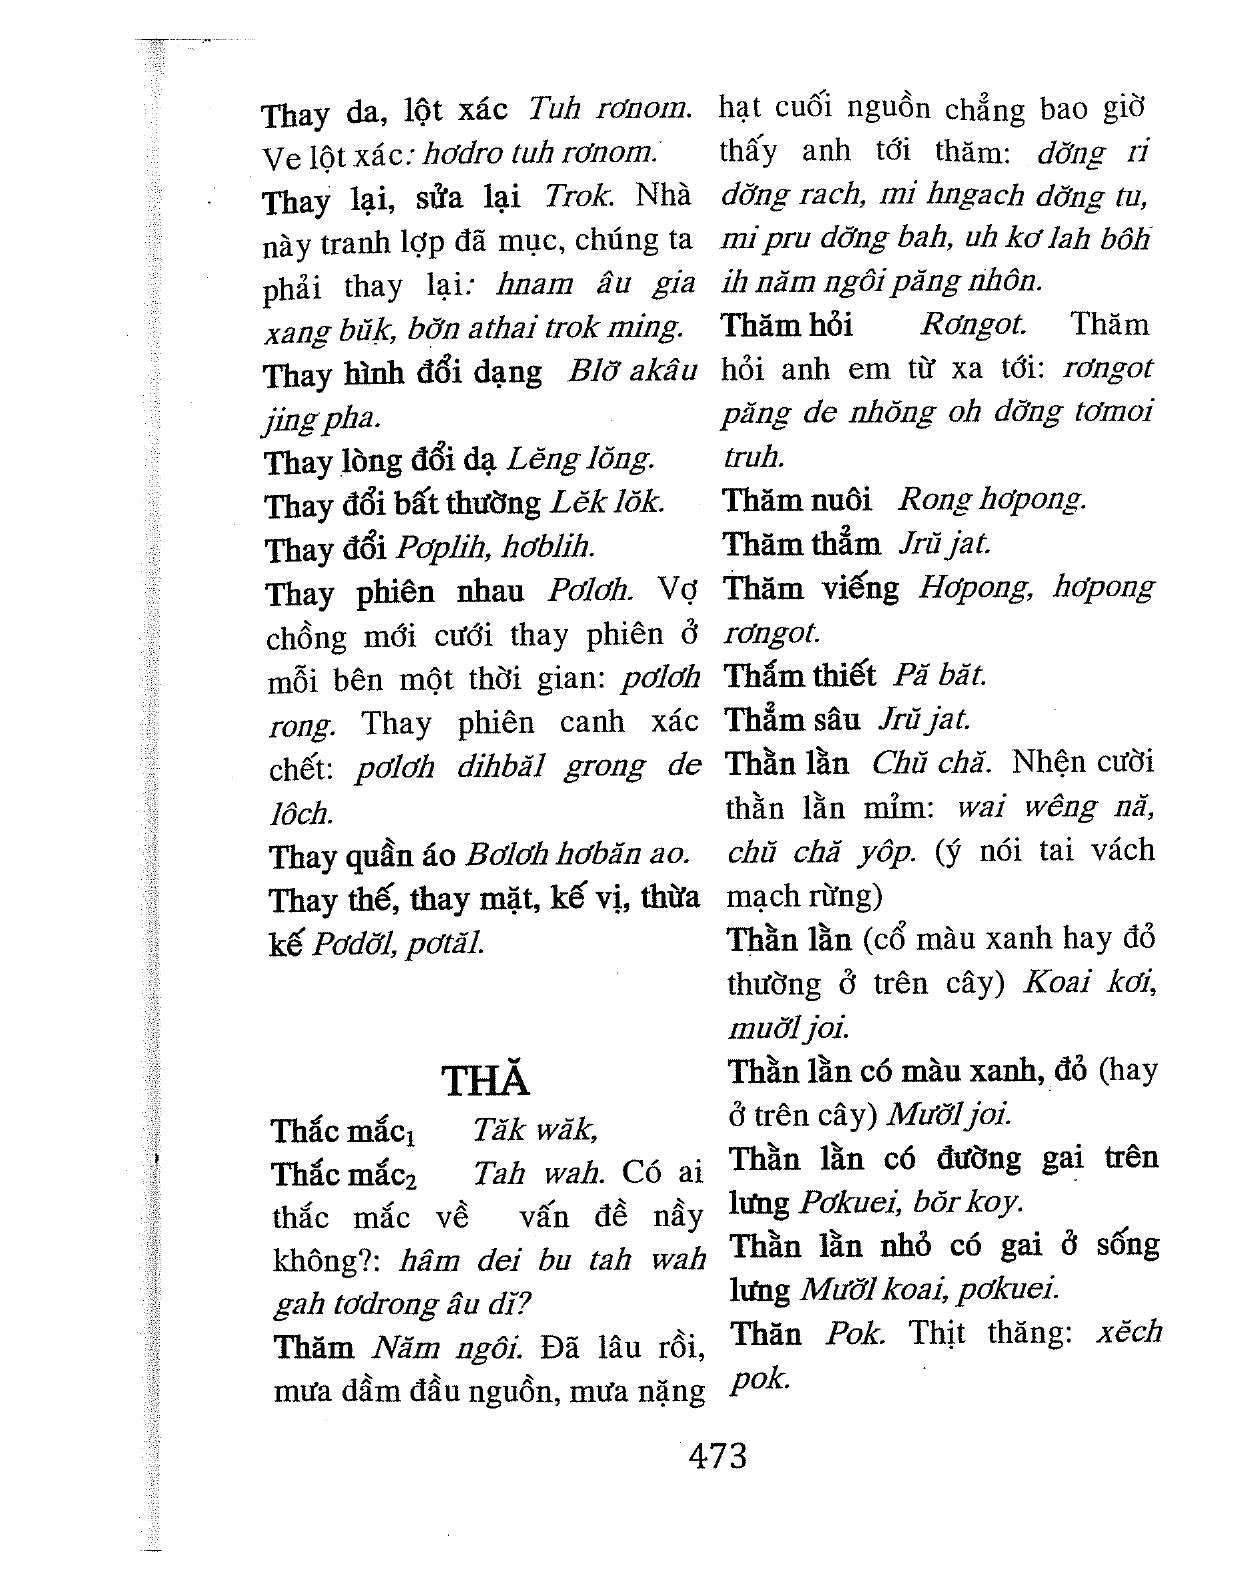 Thay da, lột xác Tuh rơnom.
Ve lột xác: hơdro tuh rơnom.
Thay lại, sửa lại Trok. Nhà
này tranh lợp đã mục, chúng ta
phải thay lại: hnam âu gia
xang bŭk, bơ̆n athai trok ming.
Thay hình đổi dạng Blơ̆ akâu
jing pha.
Thay lòng đổi dạ Lĕng lŏng.
Thay đổi bất thường Lĕk lŏk.
Thay đổi Pơplih, hơblih.
Thay phiên nhau Pơlơh. Vợ
chồng mới cưới thay phiên ở
mỗi bên một thời gian: pơlơh
rong. Thay phiên canh xác
chết: pơlơh dihbăl grong de
lôch.
Thay quần áo Bơlơh hơbăn ao.
Thay thế, thay mặt, kế vị, thừa
kế Pơdơ̆l, pơtăl.
THĂ
Thắc mắc₁ Tăk wăk,
Thắc mắc₂ Tah wah. Có ai
thắc mắc về vấn đề nầy
không?: hâm dei bu tah wah
gah tơdrong âu dĭ?
Thăm Năm ngôi. Đã lâu rồi,
mưa dầm đầu nguồn, mưa nặng
hạt cuối nguồn chẳng bao giờ
thấy anh tới thăm: dơ̆ng ri
dơ̆ng rach, mi hngach dơ̆ng tu,
mi pru dơ̆ng bah, uh kơ lah bôh
ih năm ngôi păng nhôn.
Thăm hỏi Rơngot. Thăm
hỏi anh em từ xa tới: rơngot
păng de nhŏng oh dơ̆ng tơmoi
truh.
Thăm nuôi Rong hơpong.
Thăm thẳm Jrŭ jat.
Thăm viếng Hơpong, hơpong
rơngot.
Thắm thiết Pă băt.
Thẳm sâu Jrŭ jat.
Thằn lằn Chŭ chă. Nhện cười
thằn lằn mỉm: wai wêng nă,
chŭ chă yôp. (ý nói tai vách
mạch rừng)
Thằn lằn (cổ màu xanh hay đỏ
thường ở trên cây) Koai kơi,
muơ̆l joi.
Thằn lằn có màu xanh, đỏ (hay
ở trên cây) Mươ̆l joi.
Thằn lằn có đường gai trên
lưng Pơkuei, bŏr koy.
Thằn lằn nhỏ có gai ở sống
lưng Mươ̆l koai, pơkuei.
Thăn Pok. Thịt thăng: xĕch
pok.
473